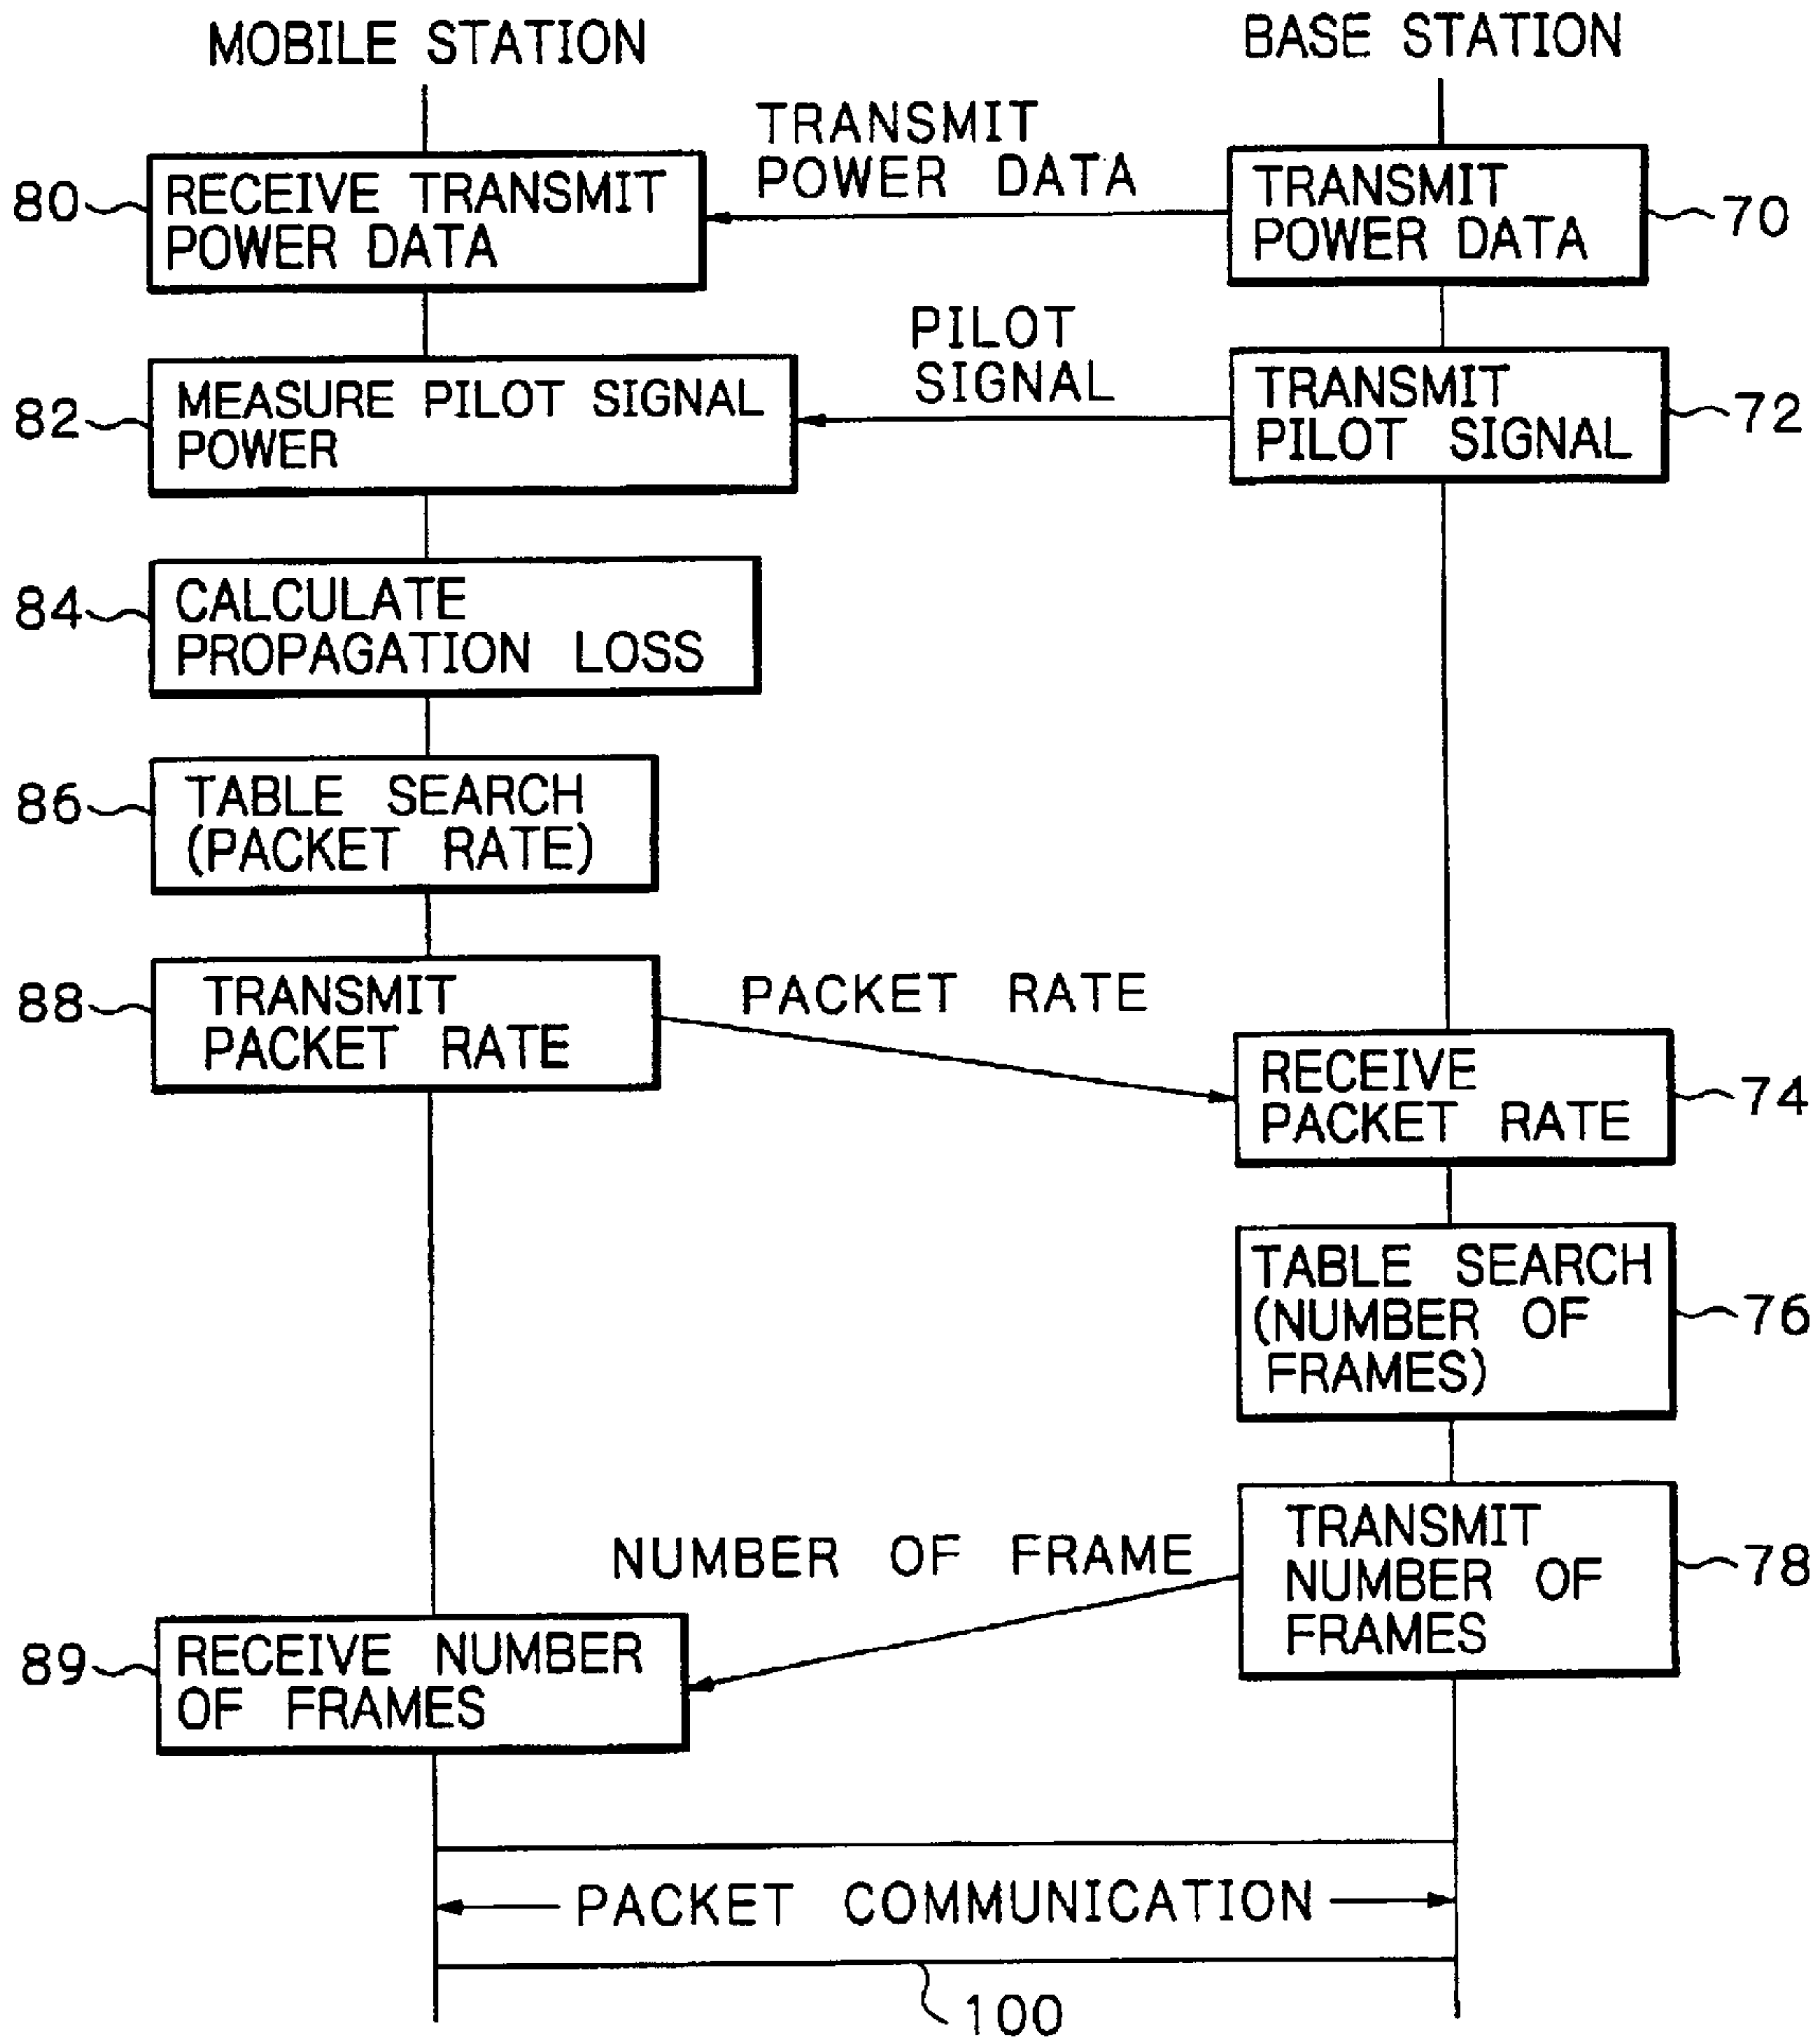 MOBILE STATION
BASE STATION
TRANSMIT
POWER DATA
80
RECEIVE TRANSMIT
POWER DATA
TRANSMIT
POWER DATA
70
PILOT
SIGNAL
82
MEASURE PILOT SIGNAL
POWER
TRANSMIT
PILOT SIGNAL
72
84
CALCULATE
PROPAGATION LOSS
86
TABLE SEARCH
(PACKET RATE)
88
TRANSMIT
PACKET RATE
PACKET RATE
RECEIVE
PACKET RATE
74
TABLE SEARCH
(NUMBER OF
FRAMES)
76
NUMBER OF FRAME
TRANSMIT
NUMBER OF
FRAMES
78
89
RECEIVE NUMBER
OF FRAMES
PACKET COMMUNICATION
100